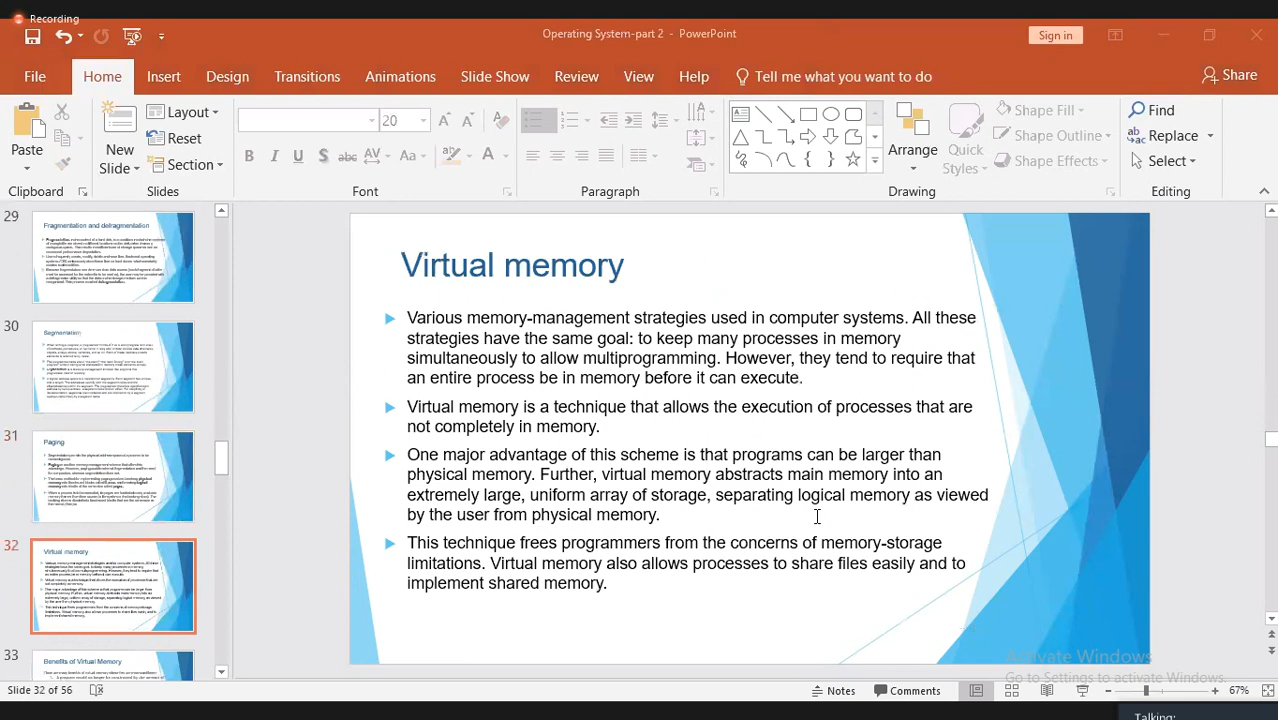 Recording
Operating System-part 2 - PowerPoint
Sign in
File Home Insert Design Transitions Animations Slide Show Review View Help Tell me what you want to do Share
Paste
Clipboard
New Slide
Layout
Reset
Section
Slides
20
B I U S abc AV Aa A
Font
Paragraph
Arrange
Quick Styles
Shape Fill
Shape Outline
Shape Effects
Drawing
Find
Replace
Select
Editing
29
Fragmentation and defragmentation
30
Segmentation
31
Paging
32
Virtual memory
33
Benefits of Virtual Memory
Virtual memory
Various memory-management strategies used in computer systems. All these
strategies have the same goal: to keep many processes in memory
simultaneously to allow multiprogramming. However, they tend to require that
an entire process be in memory before it can execute.
Virtual memory is a technique that allows the execution of processes that are
not completely in memory.
One major advantage of this scheme is that programs can be larger than
physical memory. Further, virtual memory abstracts main memory into an
extremely large, uniform array of storage, separating logical memory as viewed
by the user from physical memory.
This technique frees programmers from the concerns of memory-storage
limitations. Virtual memory also allows processes to share files easily and to
implement shared memory.
Activate Windows
Go to Settings to activate Windows.
Slide 32 of 56
Notes
Comments
67%
Talking: